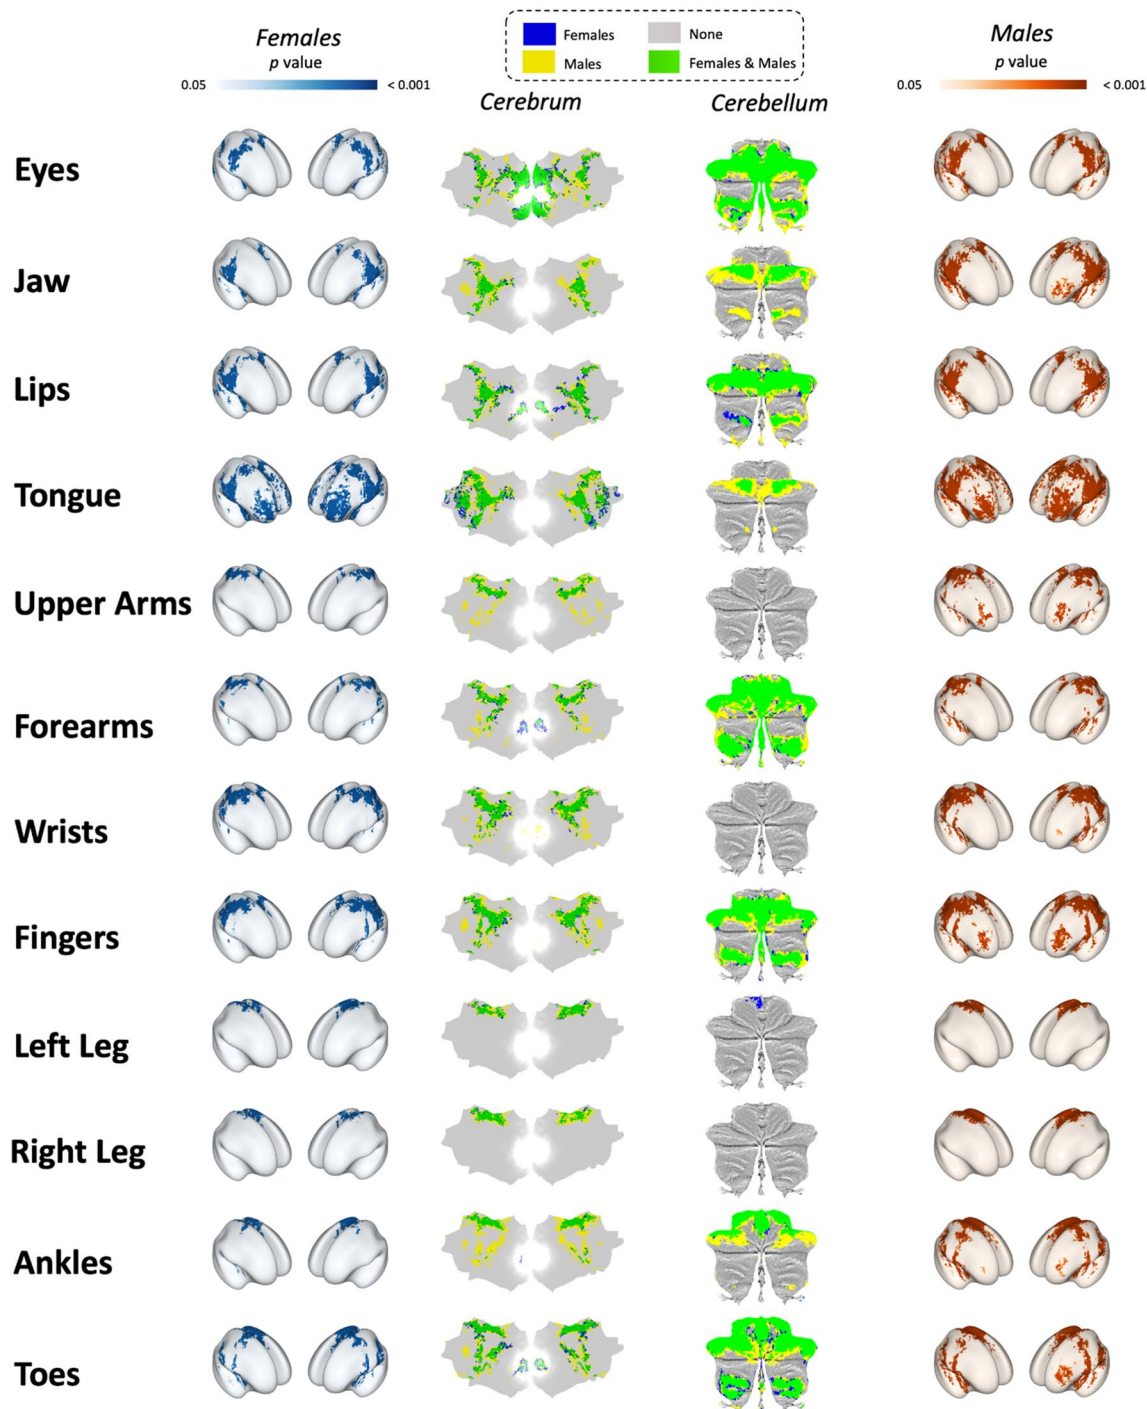 Females
p value
0.05
< 0.001
Females
None
Males
Females & Males
Cerebrum
Cerebellum
Males
p value
0.05
< 0.001
Eyes
Jaw
Lips
Tongue
Upper Arms
Forearms
Wrists
Fingers
Left Leg
Right Leg
Ankles
Toes